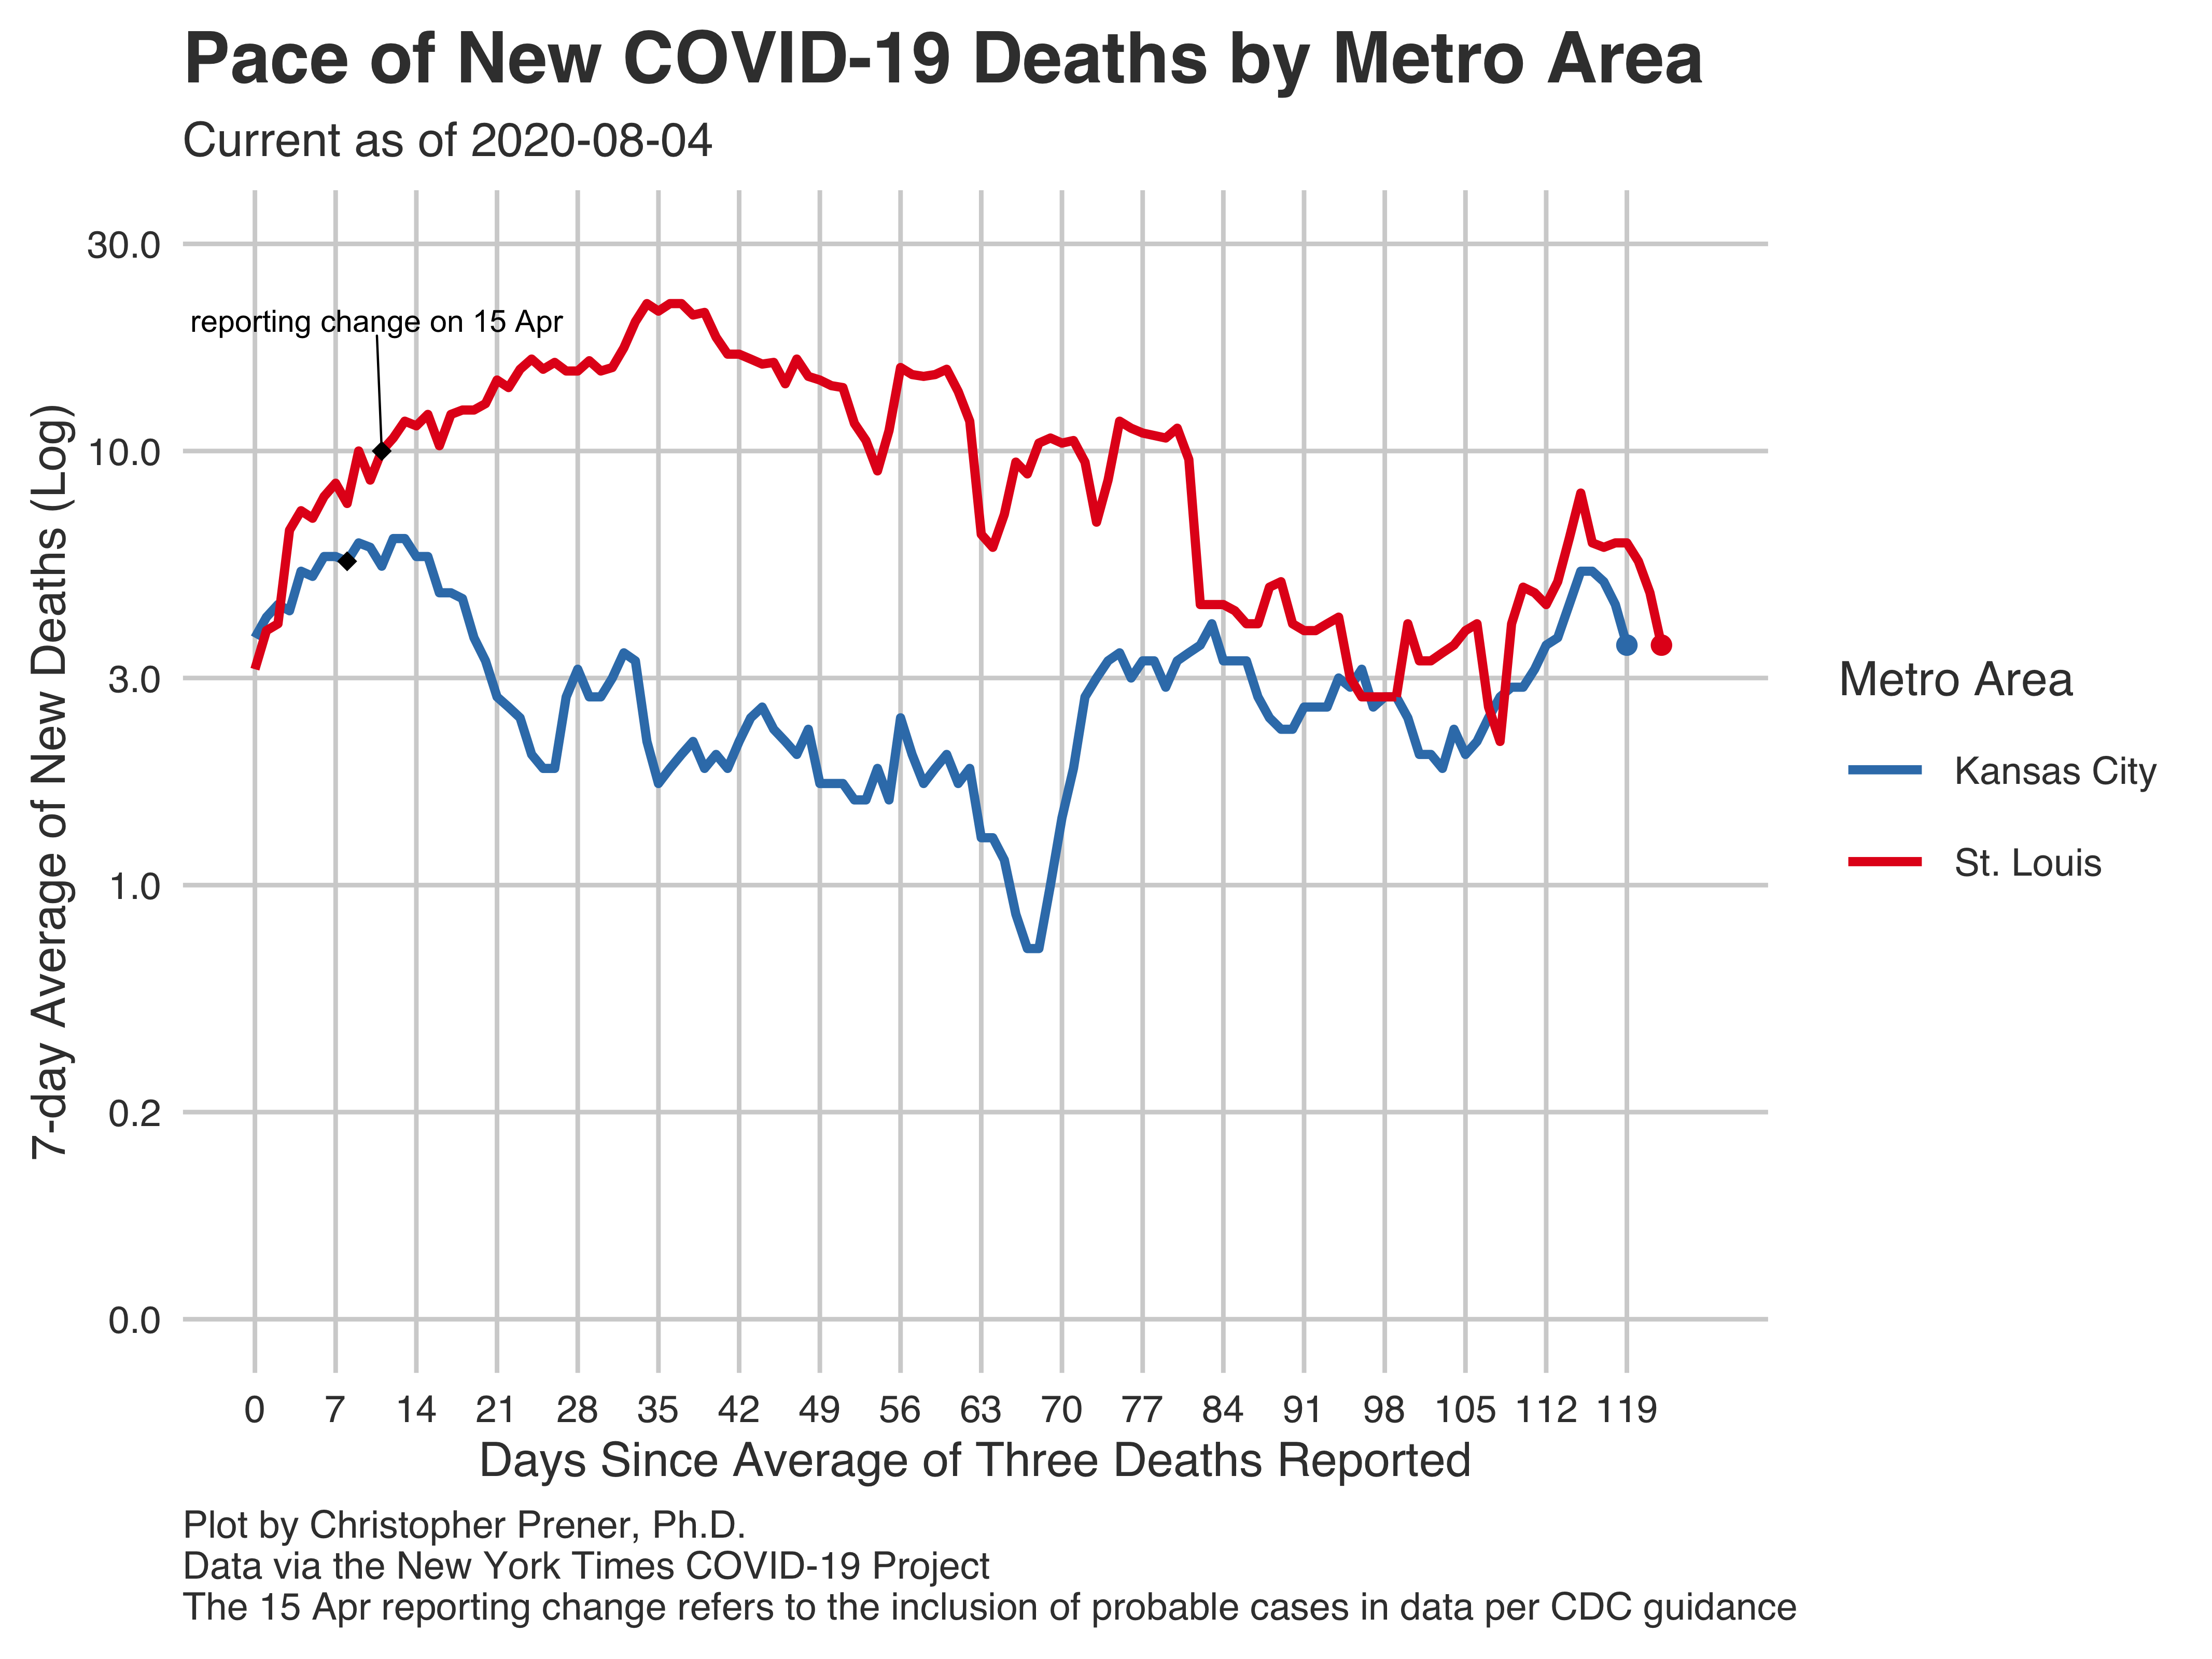 Pace of New COVID-19 Deaths by Metro Area
Current as of 2020-08-04
7-day Average of New Deaths (Log)
30.0
10.0
3.0
1.0
0.2
0.0
reporting change on 15 Apr
0 7 14 21 28 35 42 49 56 63 70 77 84 91 98 105 112 119
Days Since Average of Three Deaths Reported
Metro Area
Kansas City
St. Louis
Plot by Christopher Prener, Ph.D.
Data via the New York Times COVID-19 Project
The 15 Apr reporting change refers to the inclusion of probable cases in data per CDC guidance